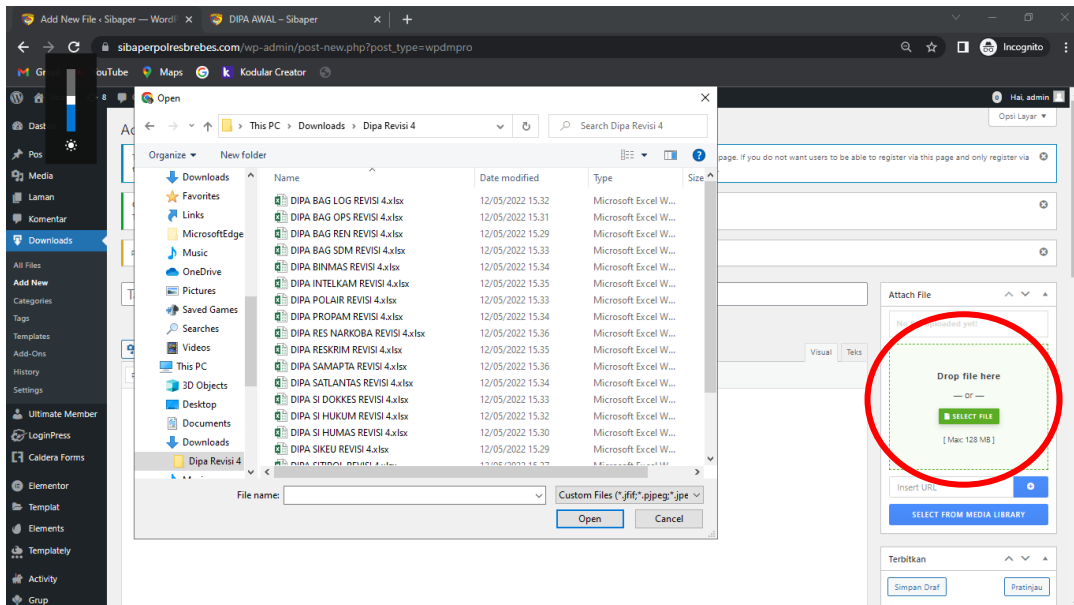 Add New File ‹ Sibaper — WordP
DIPA AWAL – Sibaper
sibaperpolresbrebes.com/wp-admin/post-new.php?post_type=wpdmpro
Incognito
YouTube
Maps
Kodular Creator
8
0
Hai, admin
Opsi Layar
Pos
Media
Laman
Komentar
Downloads
All Files
Add New
Categories
Tags
Templates
Add-Ons
History
Settings
Ultimate Member
LoginPress
Caldera Forms
Elementor
Templat
Elements
Templately
Activity
Grup
Open
This PC > Downloads > Dipa Revisi 4
Search Dipa Revisi 4
Organize
New folder
Downloads
Favorites
Links
MicrosoftEdge
Music
OneDrive
Pictures
Saved Games
Searches
Videos
This PC
3D Objects
Desktop
Documents
Downloads
Dipa Revisi 4
Name Date modified Type Size
DIPA BAG LOG REVISI 4.xlsx 12/05/2022 15.32 Microsoft Excel W...
DIPA BAG OPS REVISI 4.xlsx 12/05/2022 15.31 Microsoft Excel W...
DIPA BAG REN REVISI 4.xlsx 12/05/2022 15.29 Microsoft Excel W...
DIPA BAG SDM REVISI 4.xlsx 12/05/2022 15.33 Microsoft Excel W...
DIPA BINMAS REVISI 4.xlsx 12/05/2022 15.34 Microsoft Excel W...
DIPA INTELKAM REVISI 4.xlsx 12/05/2022 15.35 Microsoft Excel W...
DIPA POLAIR REVISI 4.xlsx 12/05/2022 15.33 Microsoft Excel W...
DIPA PROPAM REVISI 4.xlsx 12/05/2022 15.34 Microsoft Excel W...
DIPA RES NARKOBA REVISI 4.xlsx 12/05/2022 15.36 Microsoft Excel W...
DIPA RESKRIM REVISI 4.xlsx 12/05/2022 15.35 Microsoft Excel W...
DIPA SAMAPTA REVISI 4.xlsx 12/05/2022 15.36 Microsoft Excel W...
DIPA SATLANTAS REVISI 4.xlsx 12/05/2022 15.34 Microsoft Excel W...
DIPA SI DOKKES REVISI 4.xlsx 12/05/2022 15.33 Microsoft Excel W...
DIPA SI HUKUM REVISI 4.xlsx 12/05/2022 15.32 Microsoft Excel W...
DIPA SI HUMAS REVISI 4.xlsx 12/05/2022 15.30 Microsoft Excel W...
DIPA SIKEU REVISI 4.xlsx 12/05/2022 15.29 Microsoft Excel W...
File name:
Custom Files (*.jfif;*.pjpeg;*.jpe
Open
Cancel
page. If you do not want users to be able to register via this page and only register via
Visual
Teks
Attach File
Drop file here
— or —
SELECT FILE
[ Max: 128 MB ]
Insert URL
SELECT FROM MEDIA LIBRARY
Terbitkan
Simpan Draf
Pratinjau